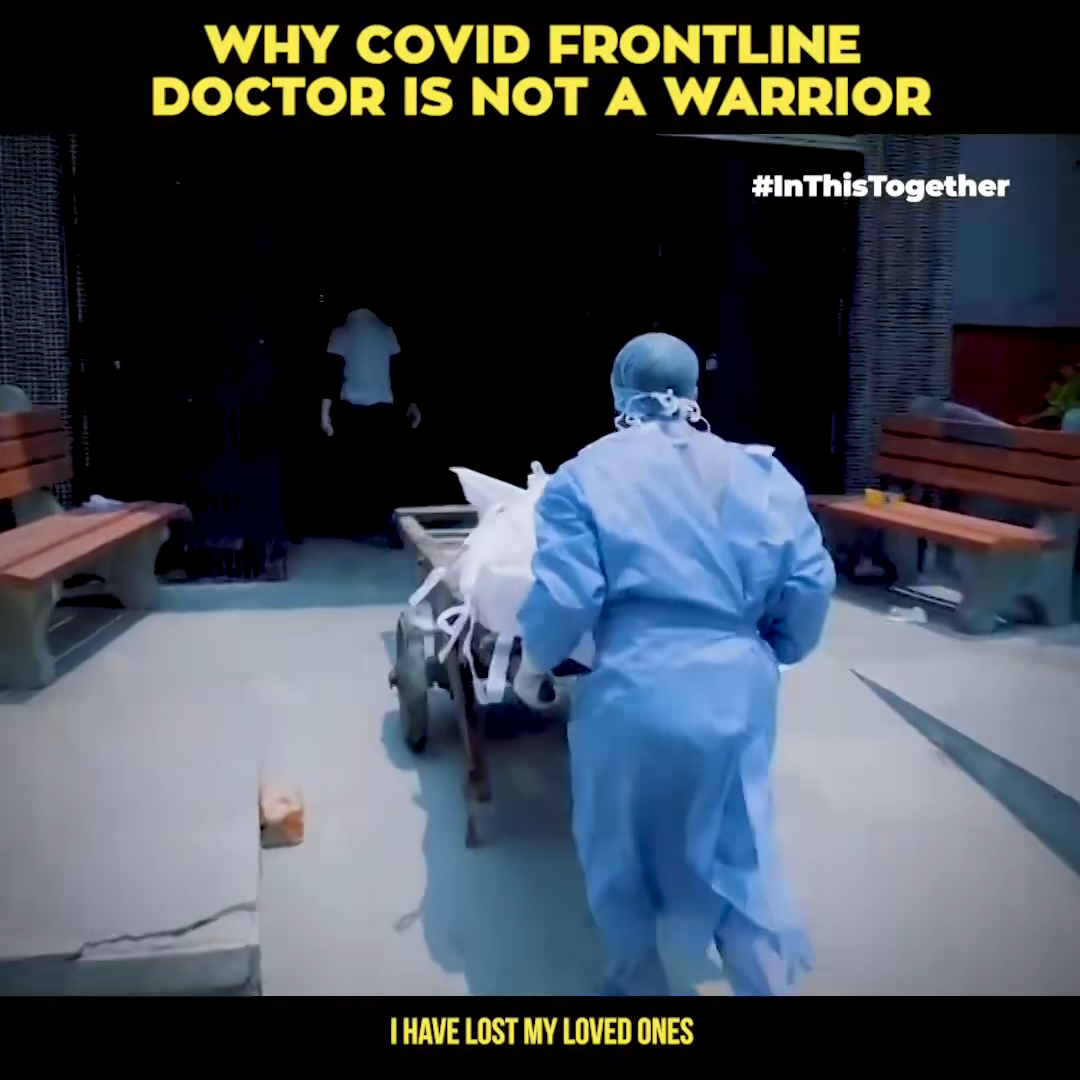 WHY COVID FRONTLINE
DOCTOR IS NOT A WARRIOR
#InThisTogether
I HAVE LOST MY LOVED ONES